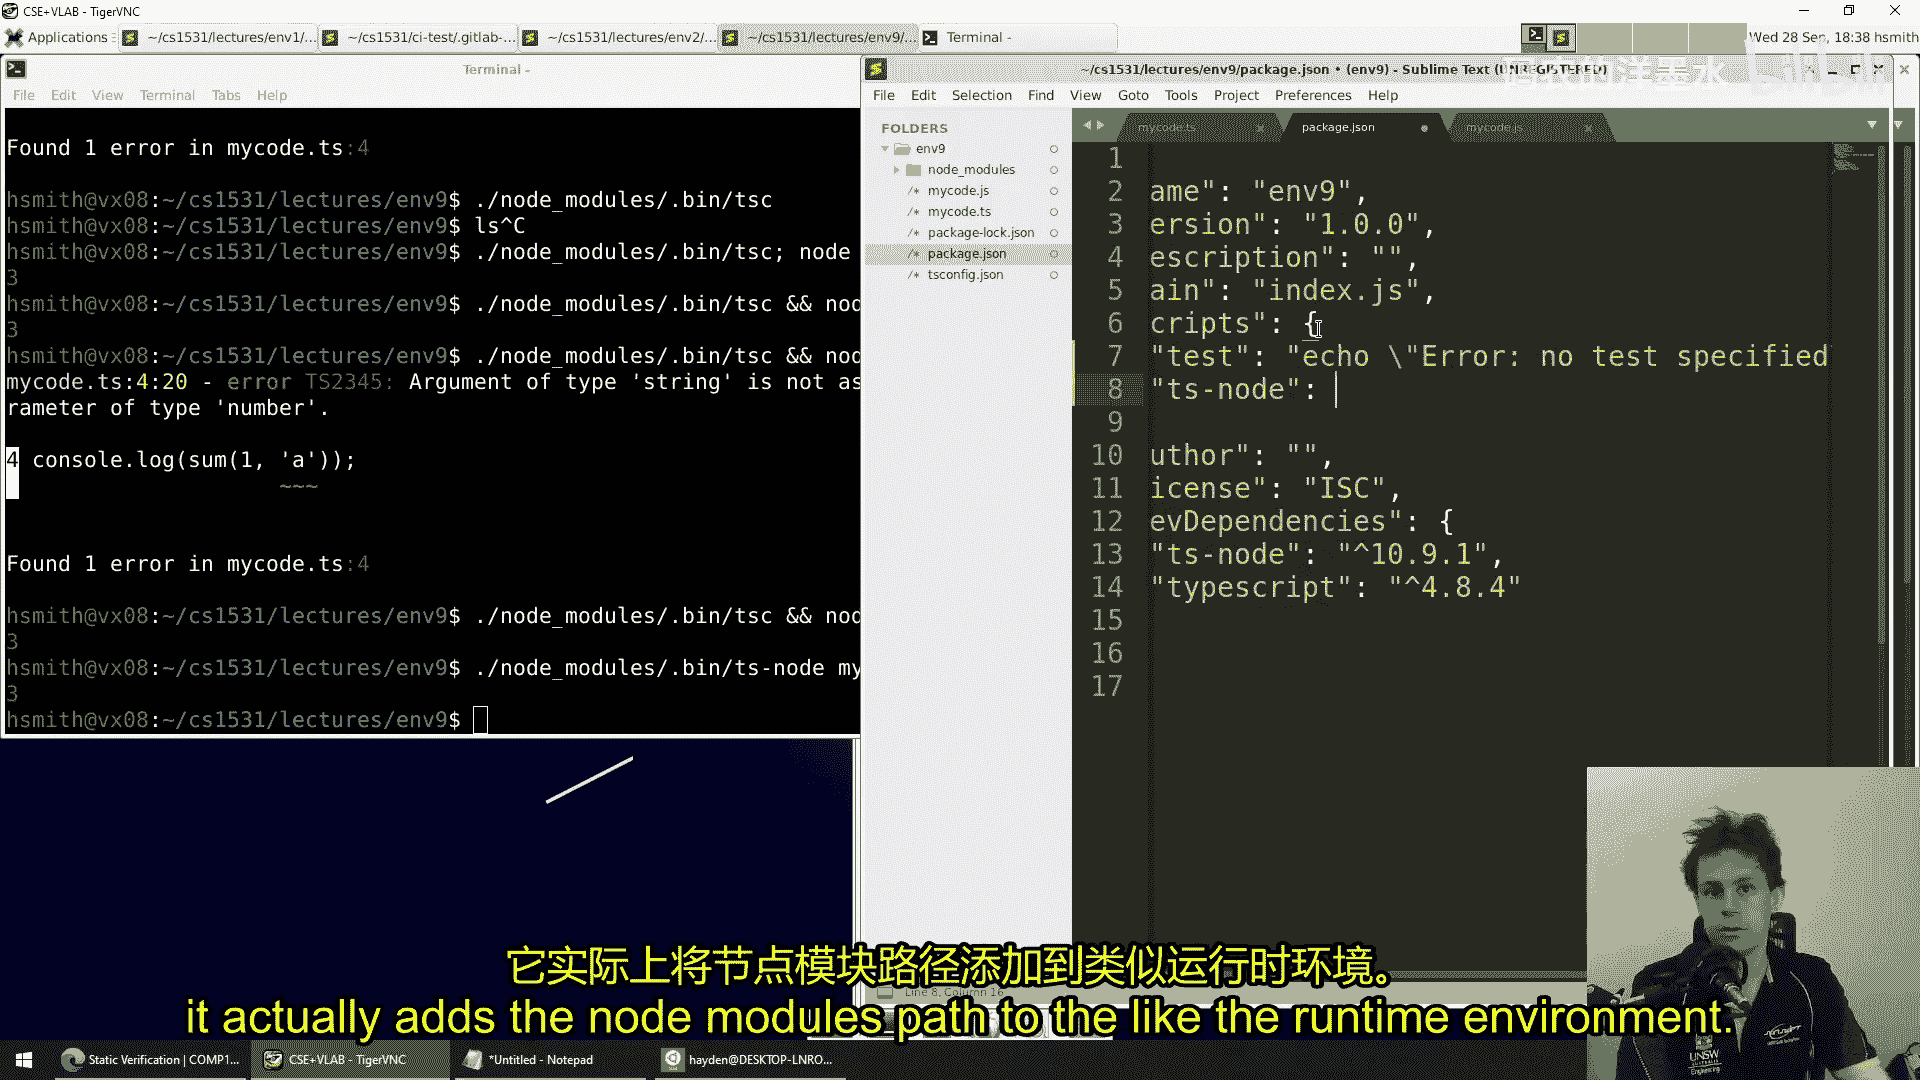 CSE+VLAB - TigerVNC
Applications
~/cs1531/lectures/env1/...
~/cs1531/ci-test/.gitlab-...
~/cs1531/lectures/env2/...
~/cs1531/lectures/env9/...
Terminal -
Wed 28 Sep, 18:38 hsmith
Terminal -
File Edit View Terminal Tabs Help
Found 1 error in mycode.ts:4
hsmith@vx08:~/cs1531/lectures/env9$ ./node_modules/.bin/tsc
hsmith@vx08:~/cs1531/lectures/env9$ ls^C
hsmith@vx08:~/cs1531/lectures/env9$ ./node_modules/.bin/tsc; node
3
hsmith@vx08:~/cs1531/lectures/env9$ ./node_modules/.bin/tsc && nod
3
hsmith@vx08:~/cs1531/lectures/env9$ ./node_modules/.bin/tsc && nod
mycode.ts:4:20 - error TS2345: Argument of type 'string' is not as
rameter of type 'number'.
4 console.log(sum(1, 'a'));
~~~
Found 1 error in mycode.ts:4
hsmith@vx08:~/cs1531/lectures/env9$ ./node_modules/.bin/tsc && nod
3
hsmith@vx08:~/cs1531/lectures/env9$ ./node_modules/.bin/ts-node my
3
hsmith@vx08:~/cs1531/lectures/env9$
~/cs1531/lectures/env9/package.json • (env9) - Sublime Text (UNREGISTERED)
File Edit Selection Find View Goto Tools Project Preferences Help
FOLDERS
env9
node_modules
/* mycode.js
/* mycode.ts
/* package-lock.json
/* package.json
/* tsconfig.json
mycode.ts
package.json
mycode.js
1
2 ame": "env9",
3 ersion": "1.0.0",
4 escription": "",
5 ain": "index.js",
6 cripts": {
7 "test": "echo \"Error: no test specified
8 "ts-node":
9
10 uthor": "",
11 icense": "ISC",
12 evDependencies": {
13 "ts-node": "^10.9.1",
14 "typescript": "^4.8.4"
15
16
17
Line 8, Column 16
UNSW
Engineering
它实际上将节点模块路径添加到类似运行时环境。
it actually adds the node modules path to the like the runtime environment.
Static Verification | COMP1...
CSE+VLAB - TigerVNC
*Untitled - Notepad
hayden@DESKTOP-LNRO...